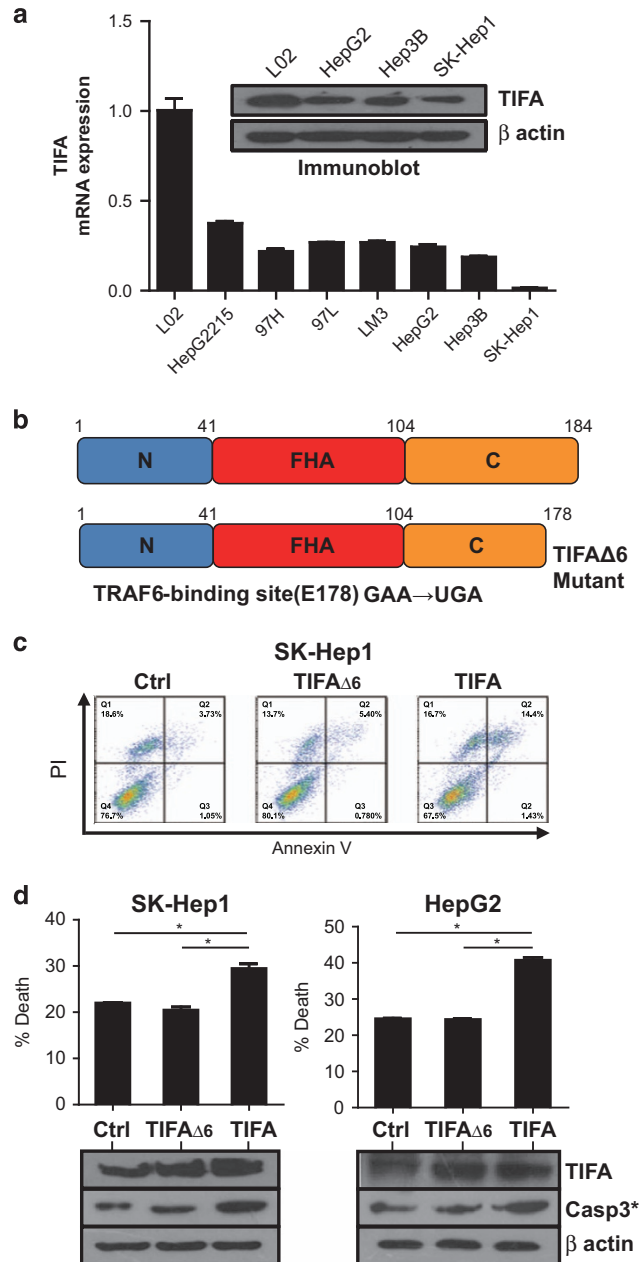 a
TIFA
mRNA expression
1.0
0.5
0.0
L02
HepG2
Hep3B
SK-Hep1
TIFA
β actin
Immunoblot
L02
HepG2215
97H
97L
LM3
HepG2
Hep3B
SK-Hep1
b
1 41 104 184
N FHA C
1 41 104 178
N FHA C
TIFAΔ6
Mutant
TRAF6-binding site(E178) GAA→UGA
c
SK-Hep1
Ctrl TIFAΔ6 TIFA
PI
Q1 Q2
18.6% 3.73%
Q4 Q3
76.7% 1.05%
Q1 Q2
13.7% 5.40%
Q4 Q3
80.1% 0.780%
Q1 Q2
16.7% 14.4%
Q3 Q2
67.5% 1.43%
Annexin V
d
SK-Hep1
% Death
40
30
20
10
0
*
*
Ctrl TIFAΔ6 TIFA
HepG2
% Death
50
40
30
20
10
0
*
*
Ctrl TIFAΔ6 TIFA
TIFA
Casp3*
β actin